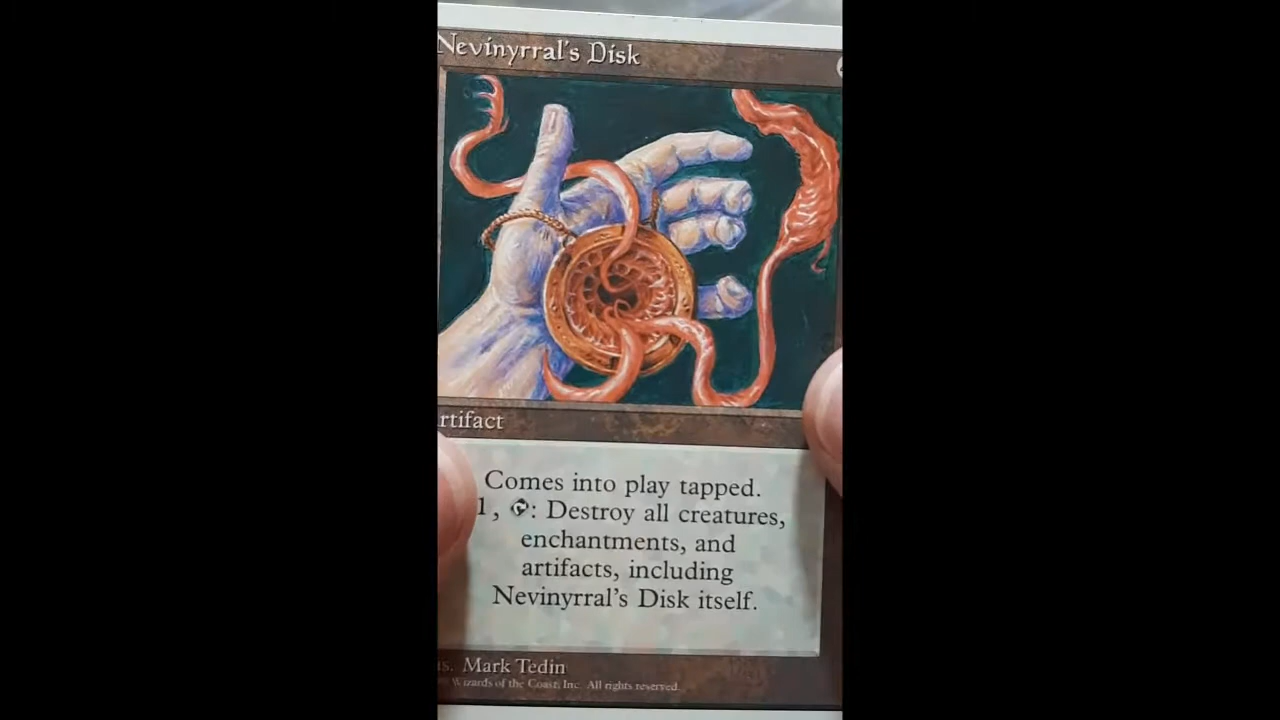 Nevinyrral's Disk
rtifact
Comes into play tapped.
1, : Destroy all creatures,
enchantments, and
artifacts, including
Nevinyrral's Disk itself.
s. Mark Tedin
Wizards of the Coast, Inc. All rights reserved.